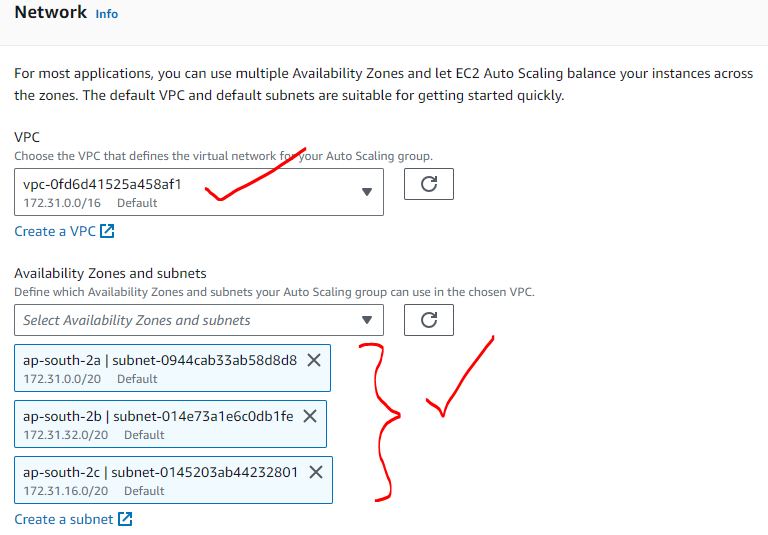 Network Info
For most applications, you can use multiple Availability Zones and let EC2 Auto Scaling balance your instances across
the zones. The default VPC and default subnets are suitable for getting started quickly.
VPC
Choose the VPC that defines the virtual network for your Auto Scaling group.
vpc-0fd6d41525a458af1
172.31.0.0/16 Default
Create a VPC
Availability Zones and subnets
Define which Availability Zones and subnets your Auto Scaling group can use in the chosen VPC.
Select Availability Zones and subnets
ap-south-2a | subnet-0944cab33ab58d8d8
172.31.0.0/20 Default
ap-south-2b | subnet-014e73a1e6c0db1fe
172.31.32.0/20 Default
ap-south-2c | subnet-0145203ab44232801
172.31.16.0/20 Default
Create a subnet